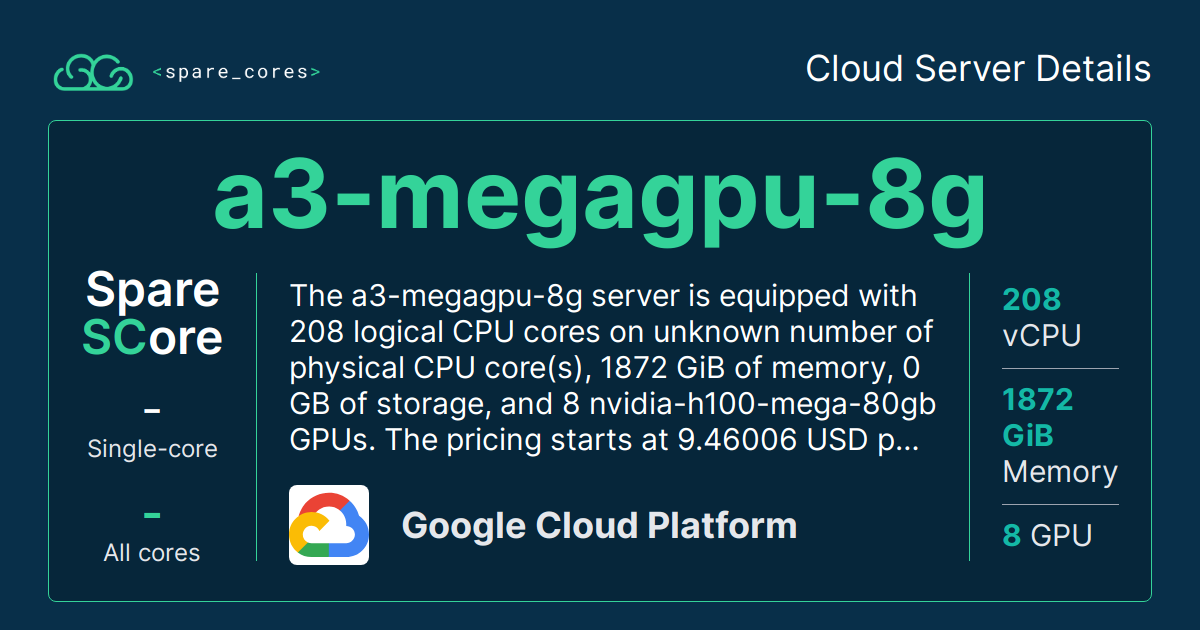 <spare_cores>
Cloud Server Details
a3-megagpu-8g
Spare
SCore
–
Single-core
–
All cores
The a3-megagpu-8g server is equipped with
208 logical CPU cores on unknown number of
physical CPU core(s), 1872 GiB of memory, 0
GB of storage, and 8 nvidia-h100-mega-80gb
GPUs. The pricing starts at 9.46006 USD p...
Google Cloud Platform
208
vCPU
1872
GiB
Memory
8 GPU